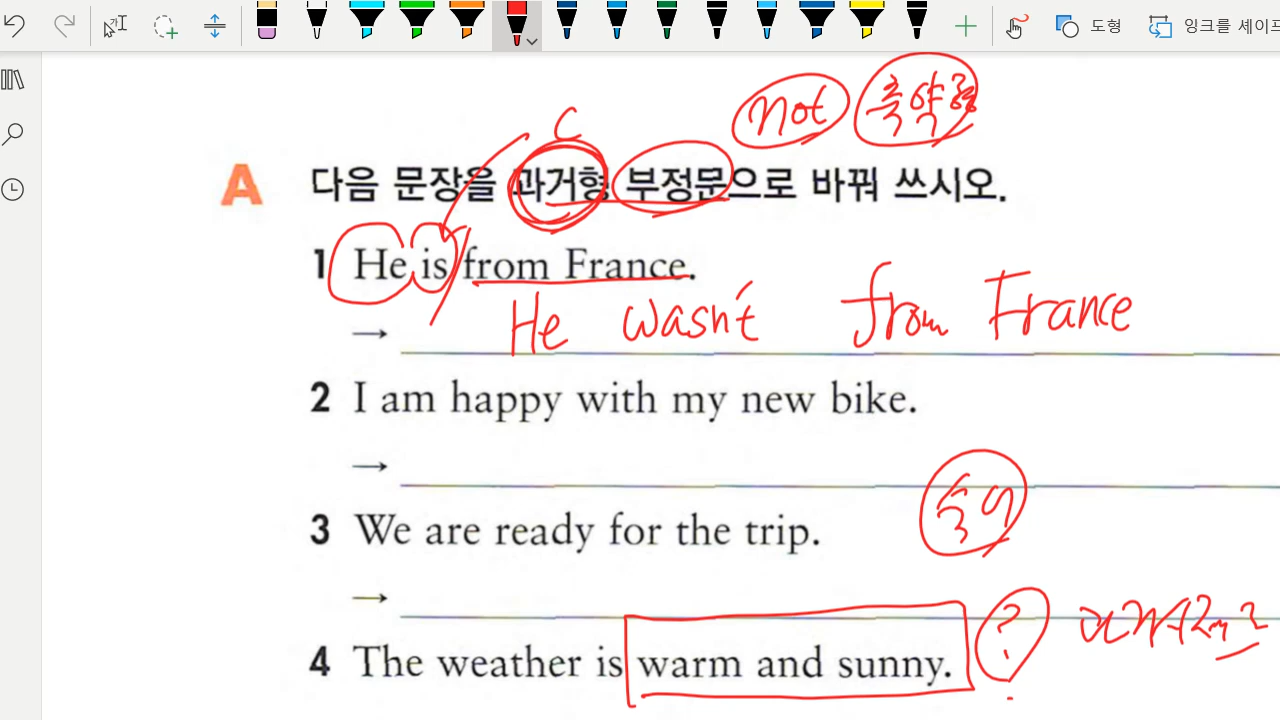 도형
잉크를 셰이프
not 축약형
C
A 다음 문장을 과거형 부정문으로 바꿔 쓰시오.
1 He is from France.
→ He wasn't from France
2 I am happy with my new bike.
→
3 We are ready for the trip.
→
4 The weather is warm and sunny. ?